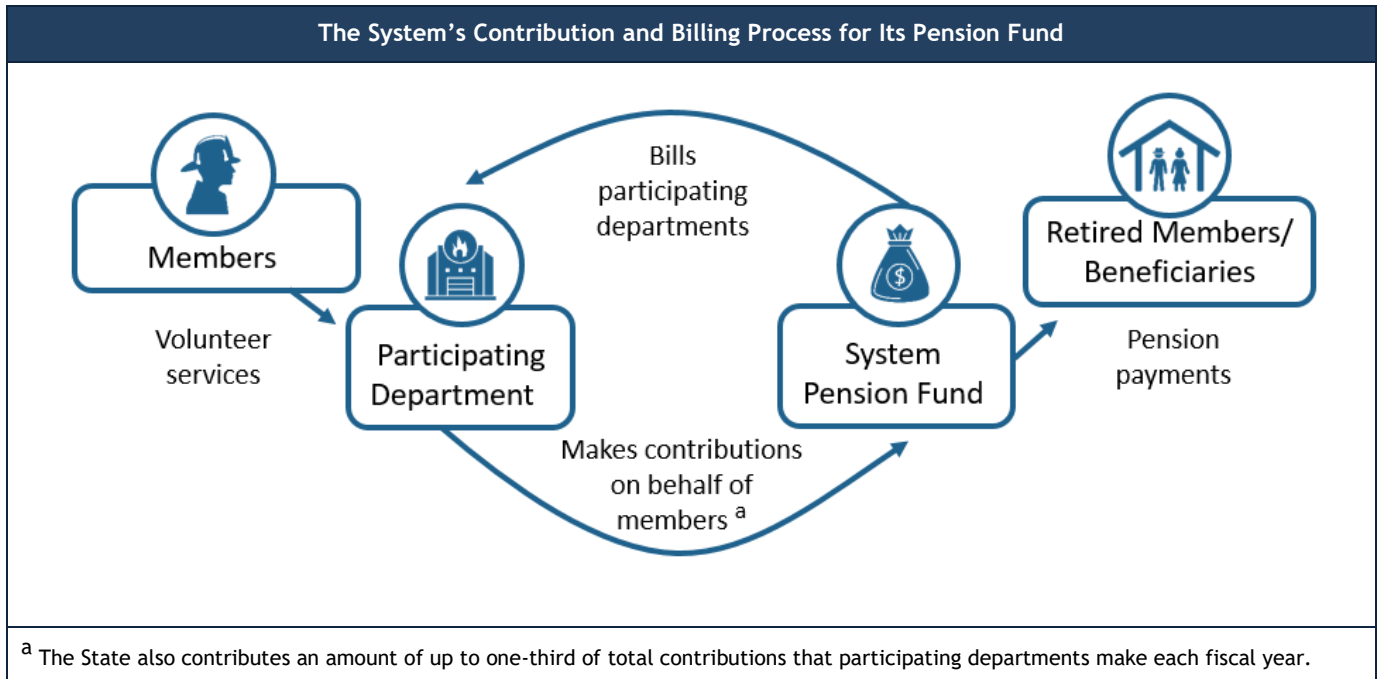 The System’s Contribution and Billing Process for Its Pension Fund
Members
Volunteer
services
Participating
Department
Bills
participating
departments
Makes contributions
on behalf of
members a
System
Pension Fund
Retired Members/
Beneficiaries
Pension
payments
$
a The State also contributes an amount of up to one-third of total contributions that participating departments make each fiscal year.